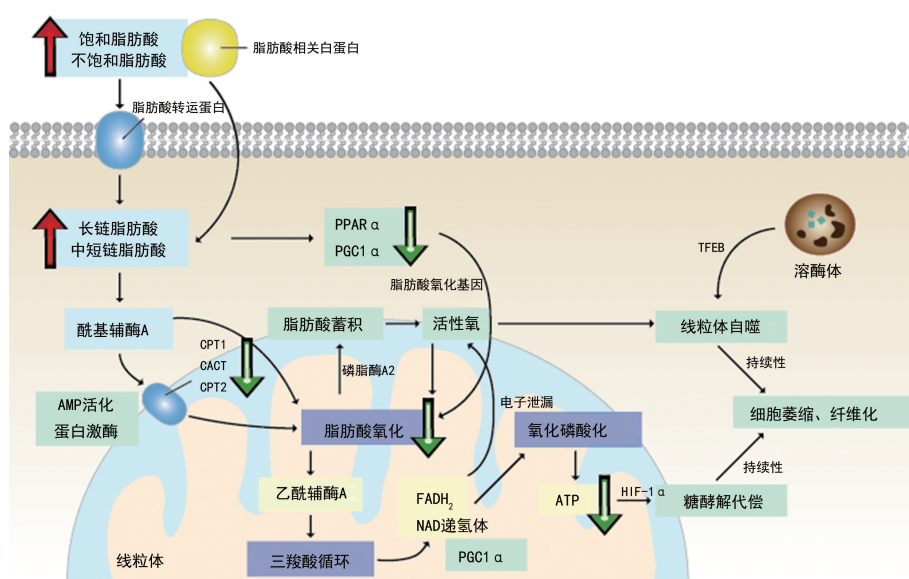 饱和脂肪酸
不饱和脂肪酸
脂肪酸相关白蛋白
脂肪酸转运蛋白
长链脂肪酸
中短链脂肪酸
PPARα
PGC1α
脂肪酸氧化基因
TFEB
溶酶体
酰基辅酶A
脂肪酸蓄积
活性氧
线粒体自噬
CPT1
CACT
CPT2
磷脂酶A2
持续性
AMP活化
蛋白激酶
脂肪酸氧化
电子泄漏
氧化磷酸化
细胞萎缩、纤维化
持续性
乙酰辅酶A
FADH₂
NAD递氢体
ATP
HIF-1α
糖酵解代偿
线粒体
三羧酸循环
PGC1α